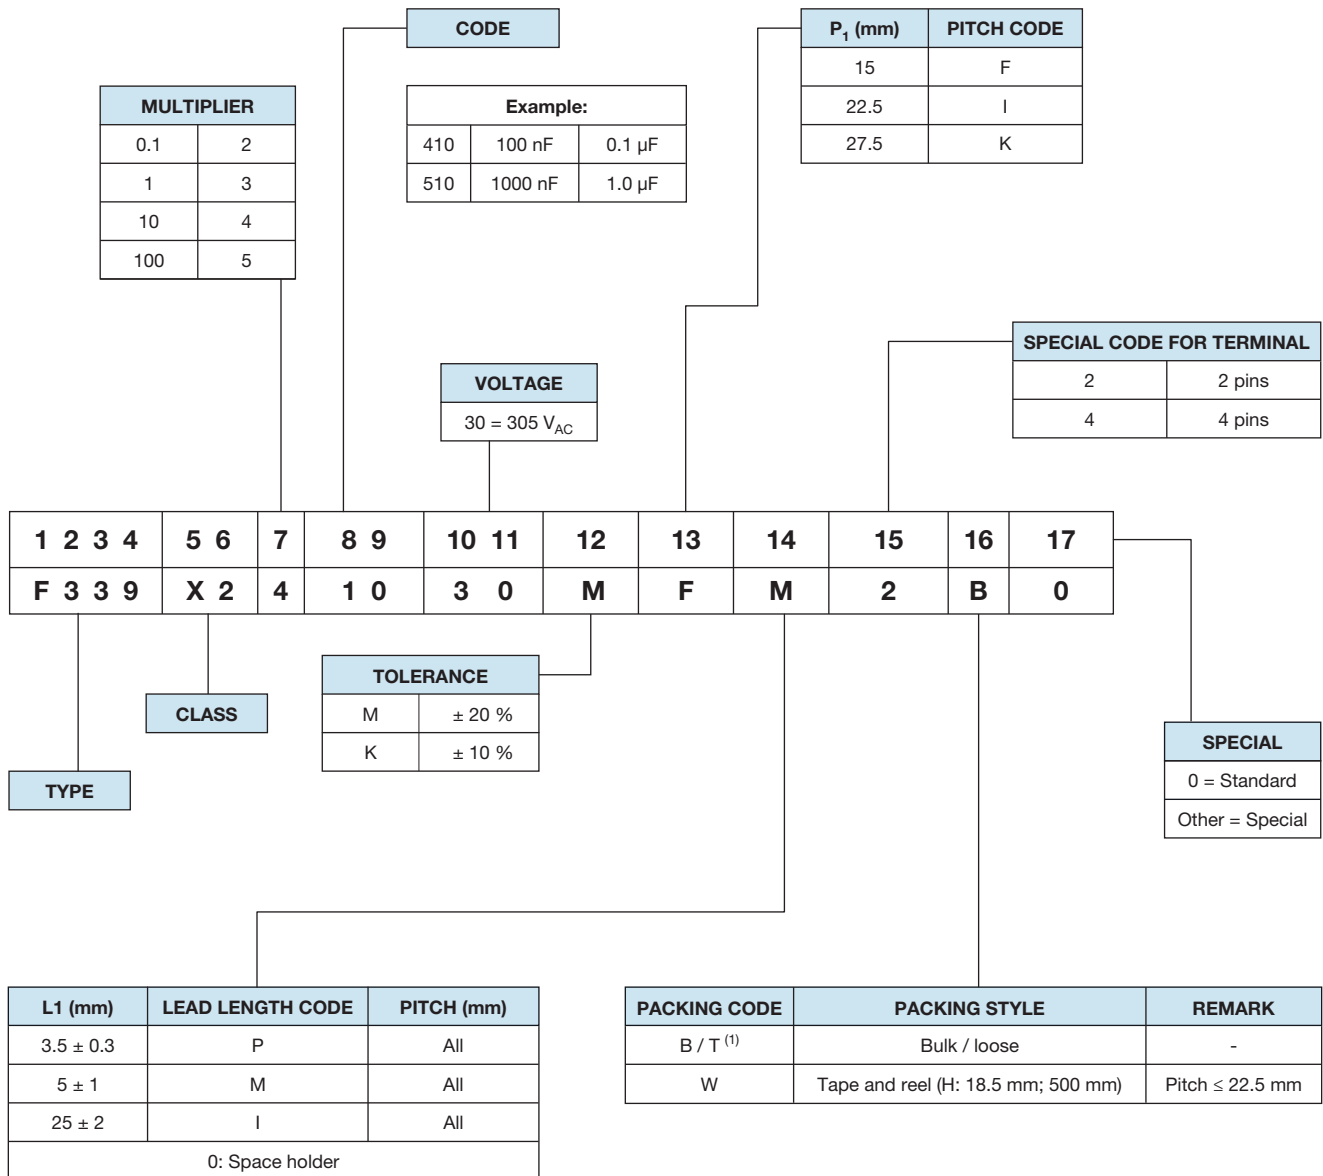 CODE
P1 (mm) PITCH CODE
15 F
22.5 I
27.5 K
MULTIPLIER
0.1 2
1 3
10 4
100 5
Example:
410 100 nF 0.1 µF
510 1000 nF 1.0 µF
SPECIAL CODE FOR TERMINAL
2 2 pins
4 4 pins
VOLTAGE
30 = 305 VAC
1 2 3 4 5 6 7 8 9 10 11 12 13 14 15 16 17
F 3 3 9 X 2 4 1 0 3 0 M F M 2 B 0
TOLERANCE
M ± 20 %
K ± 10 %
CLASS
TYPE
SPECIAL
0 = Standard
Other = Special
L1 (mm) LEAD LENGTH CODE PITCH (mm)
3.5 ± 0.3 P All
5 ± 1 M All
25 ± 2 I All
0: Space holder
PACKING CODE PACKING STYLE REMARK
B / T (1) Bulk / loose -
W Tape and reel (H: 18.5 mm; 500 mm) Pitch ≤ 22.5 mm